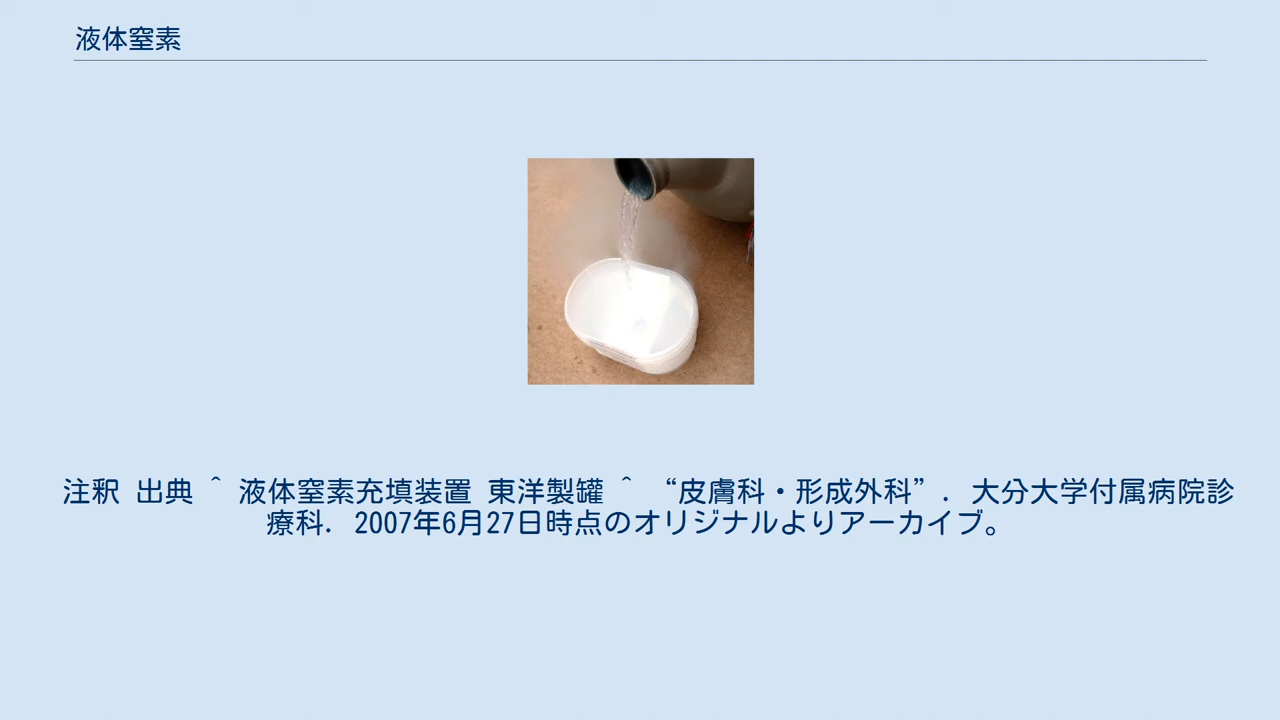 液体窒素
注釈 出典 ^ 液体窒素充填装置 東洋製罐 ^ “皮膚科・形成外科”. 大分大学付属病院診
療科. 2007年6月27日時点のオリジナルよりアーカイブ。